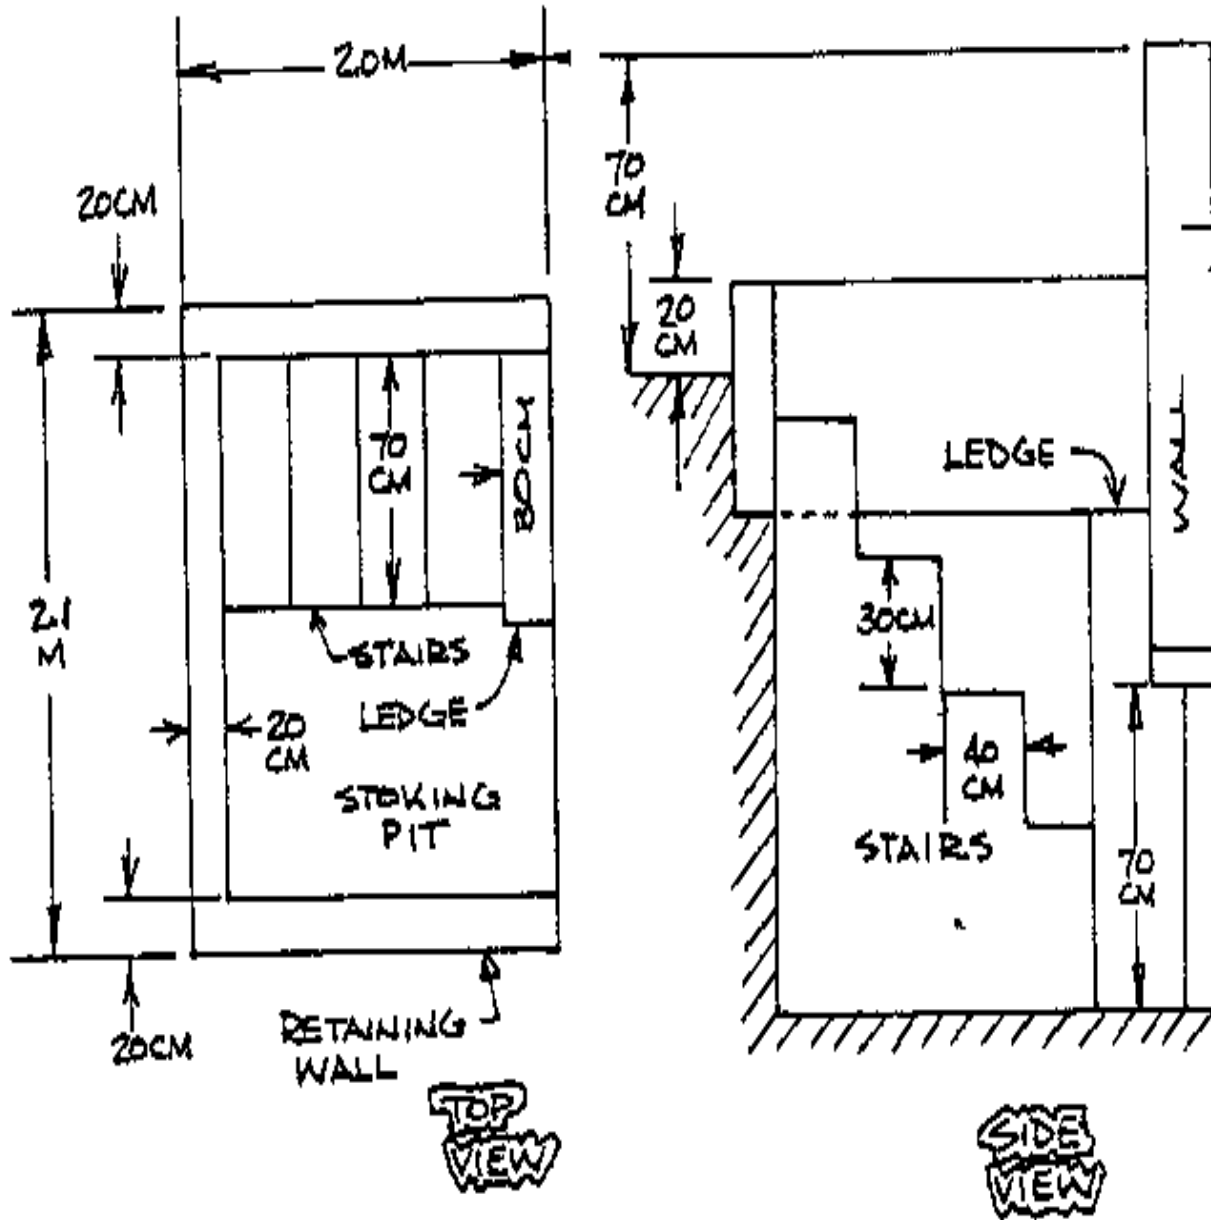 2.0M
20CM
70
CM
80CM
2.1
M
STAIRS
LEDGE
20
CM
STOKING
PIT
20CM
RETAINING
WALL
TOP
VIEW
70
CM
20
CM
LEDGE
WALL
30CM
40
CM
STAIRS
70
CM
SIDE
VIEW